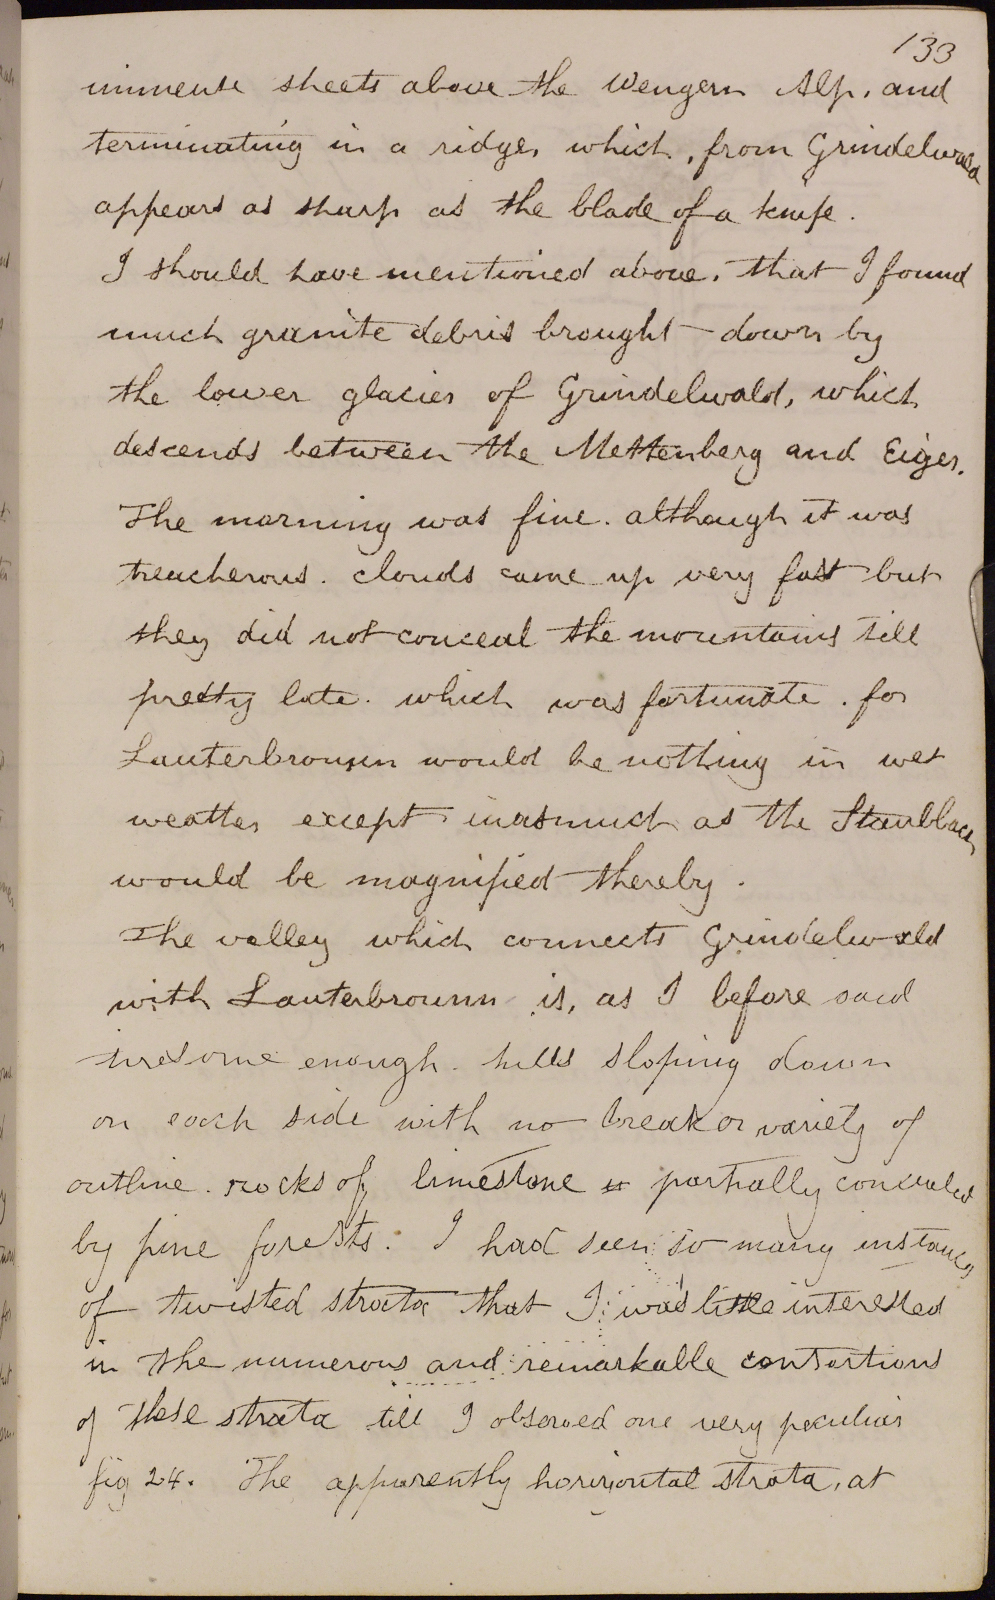 133
immense sheets above the Wengern Alp. and
terminating in a ridge, which, from Grindelwald
appears as sharp as the blade of a knife.
I should have mentioned above, that I found
much granite debris brought down by
the lower glacier of Grindelwald, which
descends between the Mettenberg and Eiger.
The morning was fine. although it was
treacherous. clouds came up very fast but
they did not conceal the mountains till
pretty late. which was fortunate. for
Lauterbrounn would be nothing in wet
weather except inasmuch as the Staubbach
would be magnified thereby.
The valley which connects Grindelwald
with Lauterbrounn is, as I before said
tiresome enough. hills sloping down
on each side with no break or variety of
outline. rocks of limestone partially concealed
by pine forests. I had seen so many instances
of twisted strata that I was little interested
in the numerous and remarkable contortions
of these strata till I observed one very peculiar
fig 24. The apparently horizontal strata, at